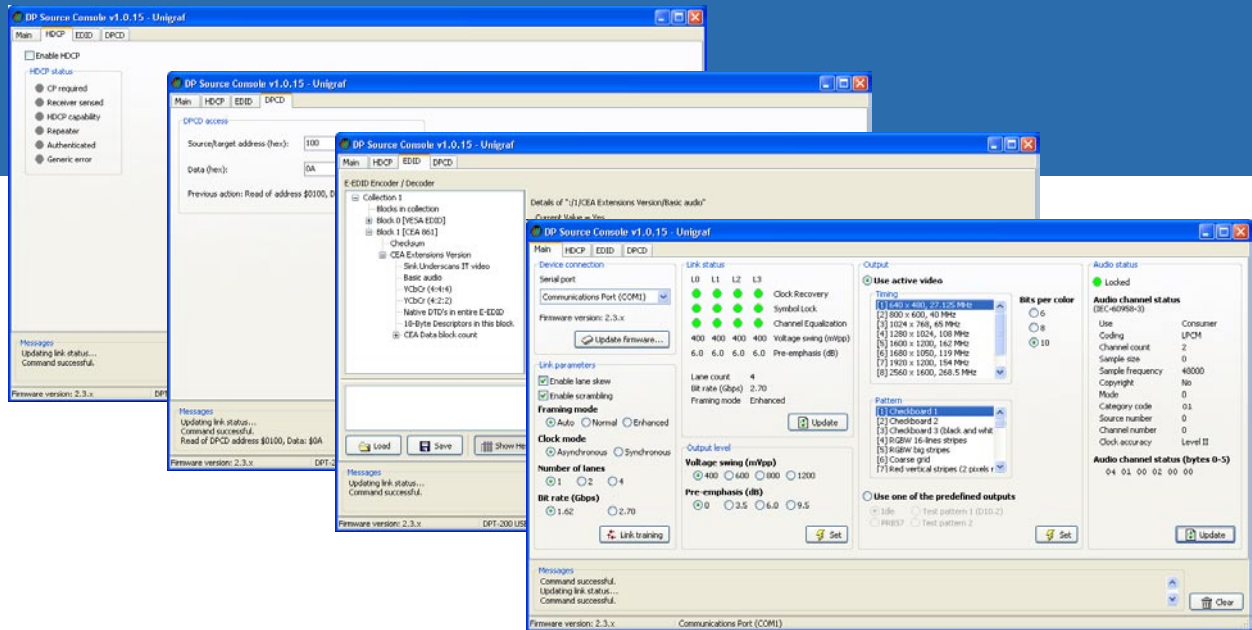 DP Source Console v1.0.15 - Unigraf
Main HDCP EDID DPCD
Enable HDCP
HDCP status
CP required
Receiver sensed
HDCP capability
Repeater
Authenticated
Generic error
Messages
Updating link status...
Command successful.
Firmware version: 2.3.x
DP Source Console v1.0.15 - Unigraf
Main HDCP EDID DPCD
DPCD access
Source/target address (hex): 100
Data (hex): 0A
Previous action: Read of address $0100, D
Messages
Updating link status...
Command successful.
Read of DPCD address $0100, Data: $0A
Firmware version: 2.3.x
DP Source Console v1.0.15 - Unigraf
Main HDCP EDID DPCD
E-EDID Encoder / Decoder
Collection 1
Blocks in collection
Block 0 [VESA EDID]
Block 1 [CEA 861]
Checksum
CEA Extensions Version
Sink Underscans IT video
Basic audio
YCbCr (4:4:4)
YCbCr (4:2:2)
Native DTD's in entire E-EDID
18-Byte Descriptors in this block
CEA Data block count
Details of ":/1/CEA Extensions Version/Basic audio"
Current Value = Yes
Load Save Show He
Messages
Updating link status...
Command successful.
Firmware version: 2.3.x DPT-200 USB
DP Source Console v1.0.15 - Unigraf
Main HDCP EDID DPCD
Device connection
Serial port
Communications Port (COM1)
Firmware version: 2.3.x
Update firmware...
Link parameters
Enable lane skew
Enable scrambling
Framing mode
Auto Normal Enhanced
Clock mode
Asynchronous Synchronous
Number of lanes
1 2 4
Bit rate (Gbps)
1.62 2.70
Link training
Link status
L0 L1 L2 L3
Clock Recovery
Symbol Lock
Channel Equalization
400 400 400 400 Voltage swing (mVpp)
6.0 6.0 6.0 6.0 Pre-emphasis (dB)
Lane count 4
Bit rate (Gbps) 2.70
Framing mode Enhanced
Update
Output level
Voltage swing (mVpp)
400 600 800 1200
Pre-emphasis (dB)
0 3.5 6.0 9.5
Set
Output
Use active video
Timing
[1] 640 x 480, 27.125 MHz
[2] 800 x 600, 40 MHz
[3] 1024 x 768, 65 MHz
[4] 1280 x 1024, 108 MHz
[5] 1600 x 1200, 162 MHz
[6] 1680 x 1050, 119 MHz
[7] 1920 x 1200, 154 MHz
[8] 2560 x 1600, 268.5 MHz
Bits per color
6
8
10
Pattern
[1] Checkboard 1
[2] Checkboard 2
[3] Checkboard 3 (black and whit
[4] RGBW 16-lines stripes
[5] RGBW big stripes
[6] Coarse grid
[7] Red vertical stripes (2 pixels r
Use one of the predefined outputs
Idle Test pattern 1 (D10.2)
PRBS7 Test pattern 2
Set
Audio status
Locked
Audio channel status
(IEC-60958-3)
Use Consumer
Coding LPCM
Channel count 2
Sample size 0
Sample frequency 48000
Copyright No
Mode 0
Category code 01
Source number 0
Channel number 0
Clock accuracy Level II
Audio channel status (bytes 0-5)
04 01 00 02 00 00
Update
Messages
Command successful.
Updating link status...
Command successful.
Clear
Firmware version: 2.3.x Communications Port (COM1)